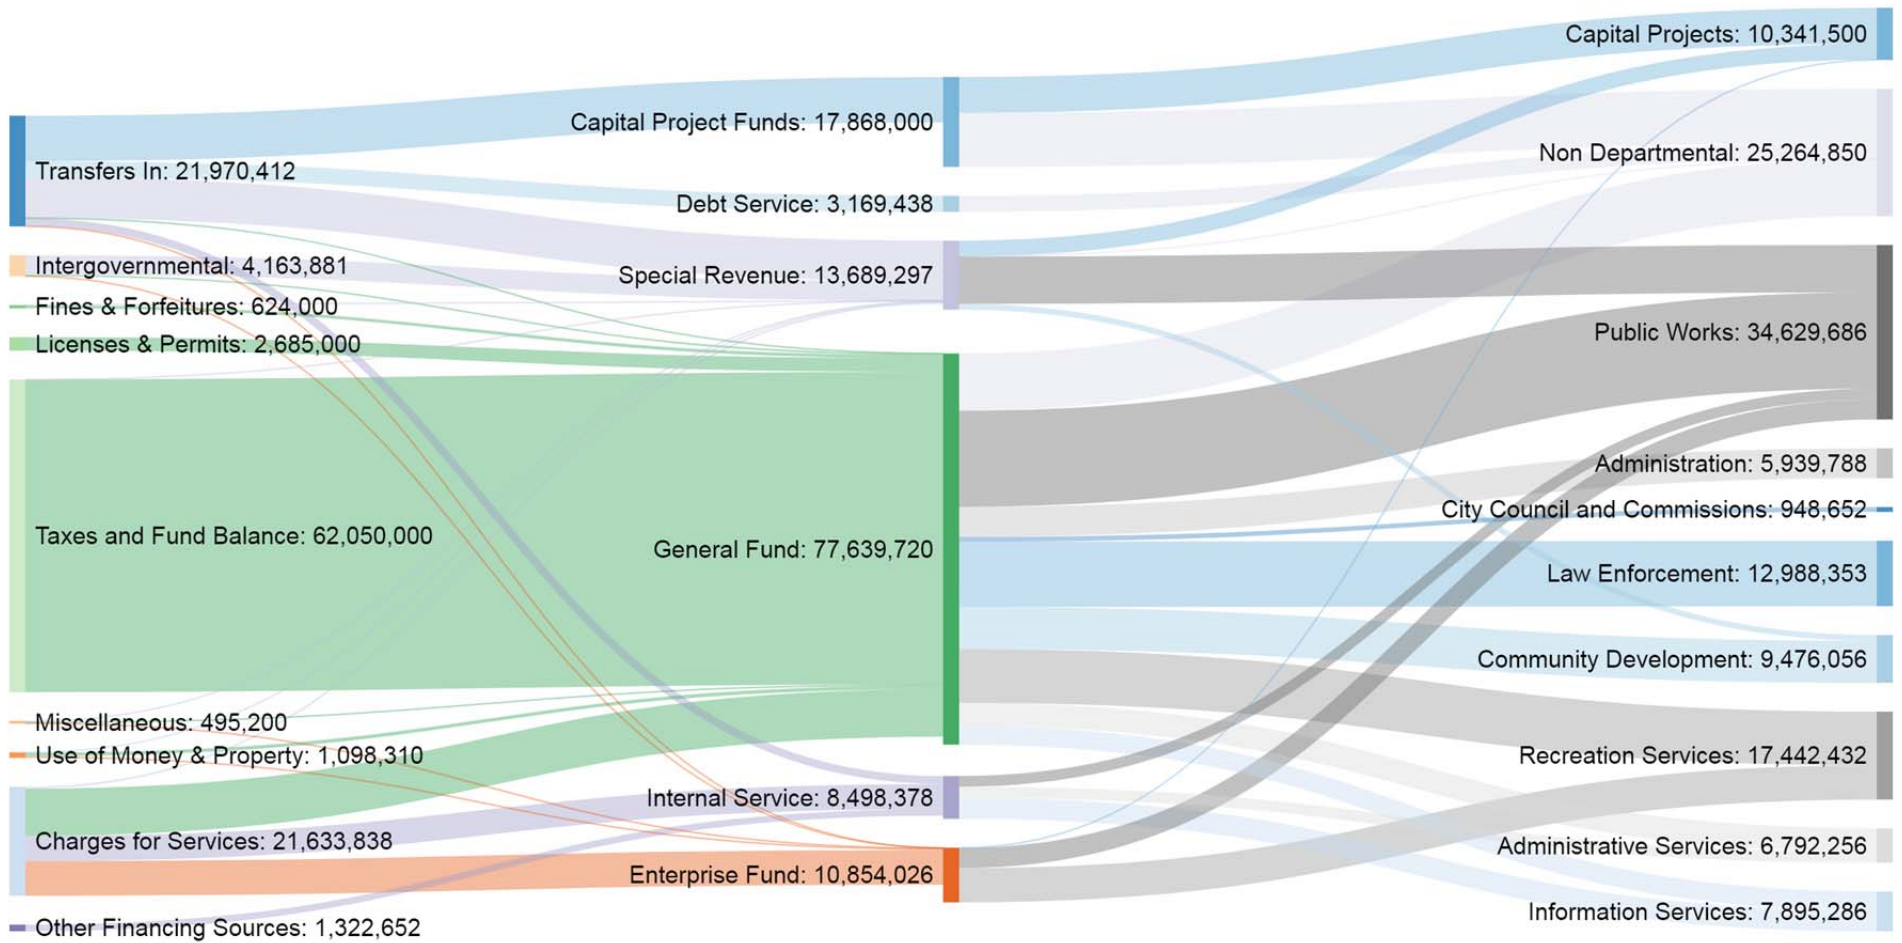 Transfers In: 21,970,412
Intergovernmental: 4,163,881
Fines & Forfeitures: 624,000
Licenses & Permits: 2,685,000
Taxes and Fund Balance: 62,050,000
Miscellaneous: 495,200
Use of Money & Property: 1,098,310
Charges for Services: 21,633,838
Other Financing Sources: 1,322,652
Capital Project Funds: 17,868,000
Debt Service: 3,169,438
Special Revenue: 13,689,297
General Fund: 77,639,720
Internal Service: 8,498,378
Enterprise Fund: 10,854,026
Capital Projects: 10,341,500
Non Departmental: 25,264,850
Public Works: 34,629,686
Administration: 5,939,788
City Council and Commissions: 948,652
Law Enforcement: 12,988,353
Community Development: 9,476,056
Recreation Services: 17,442,432
Administrative Services: 6,792,256
Information Services: 7,895,286